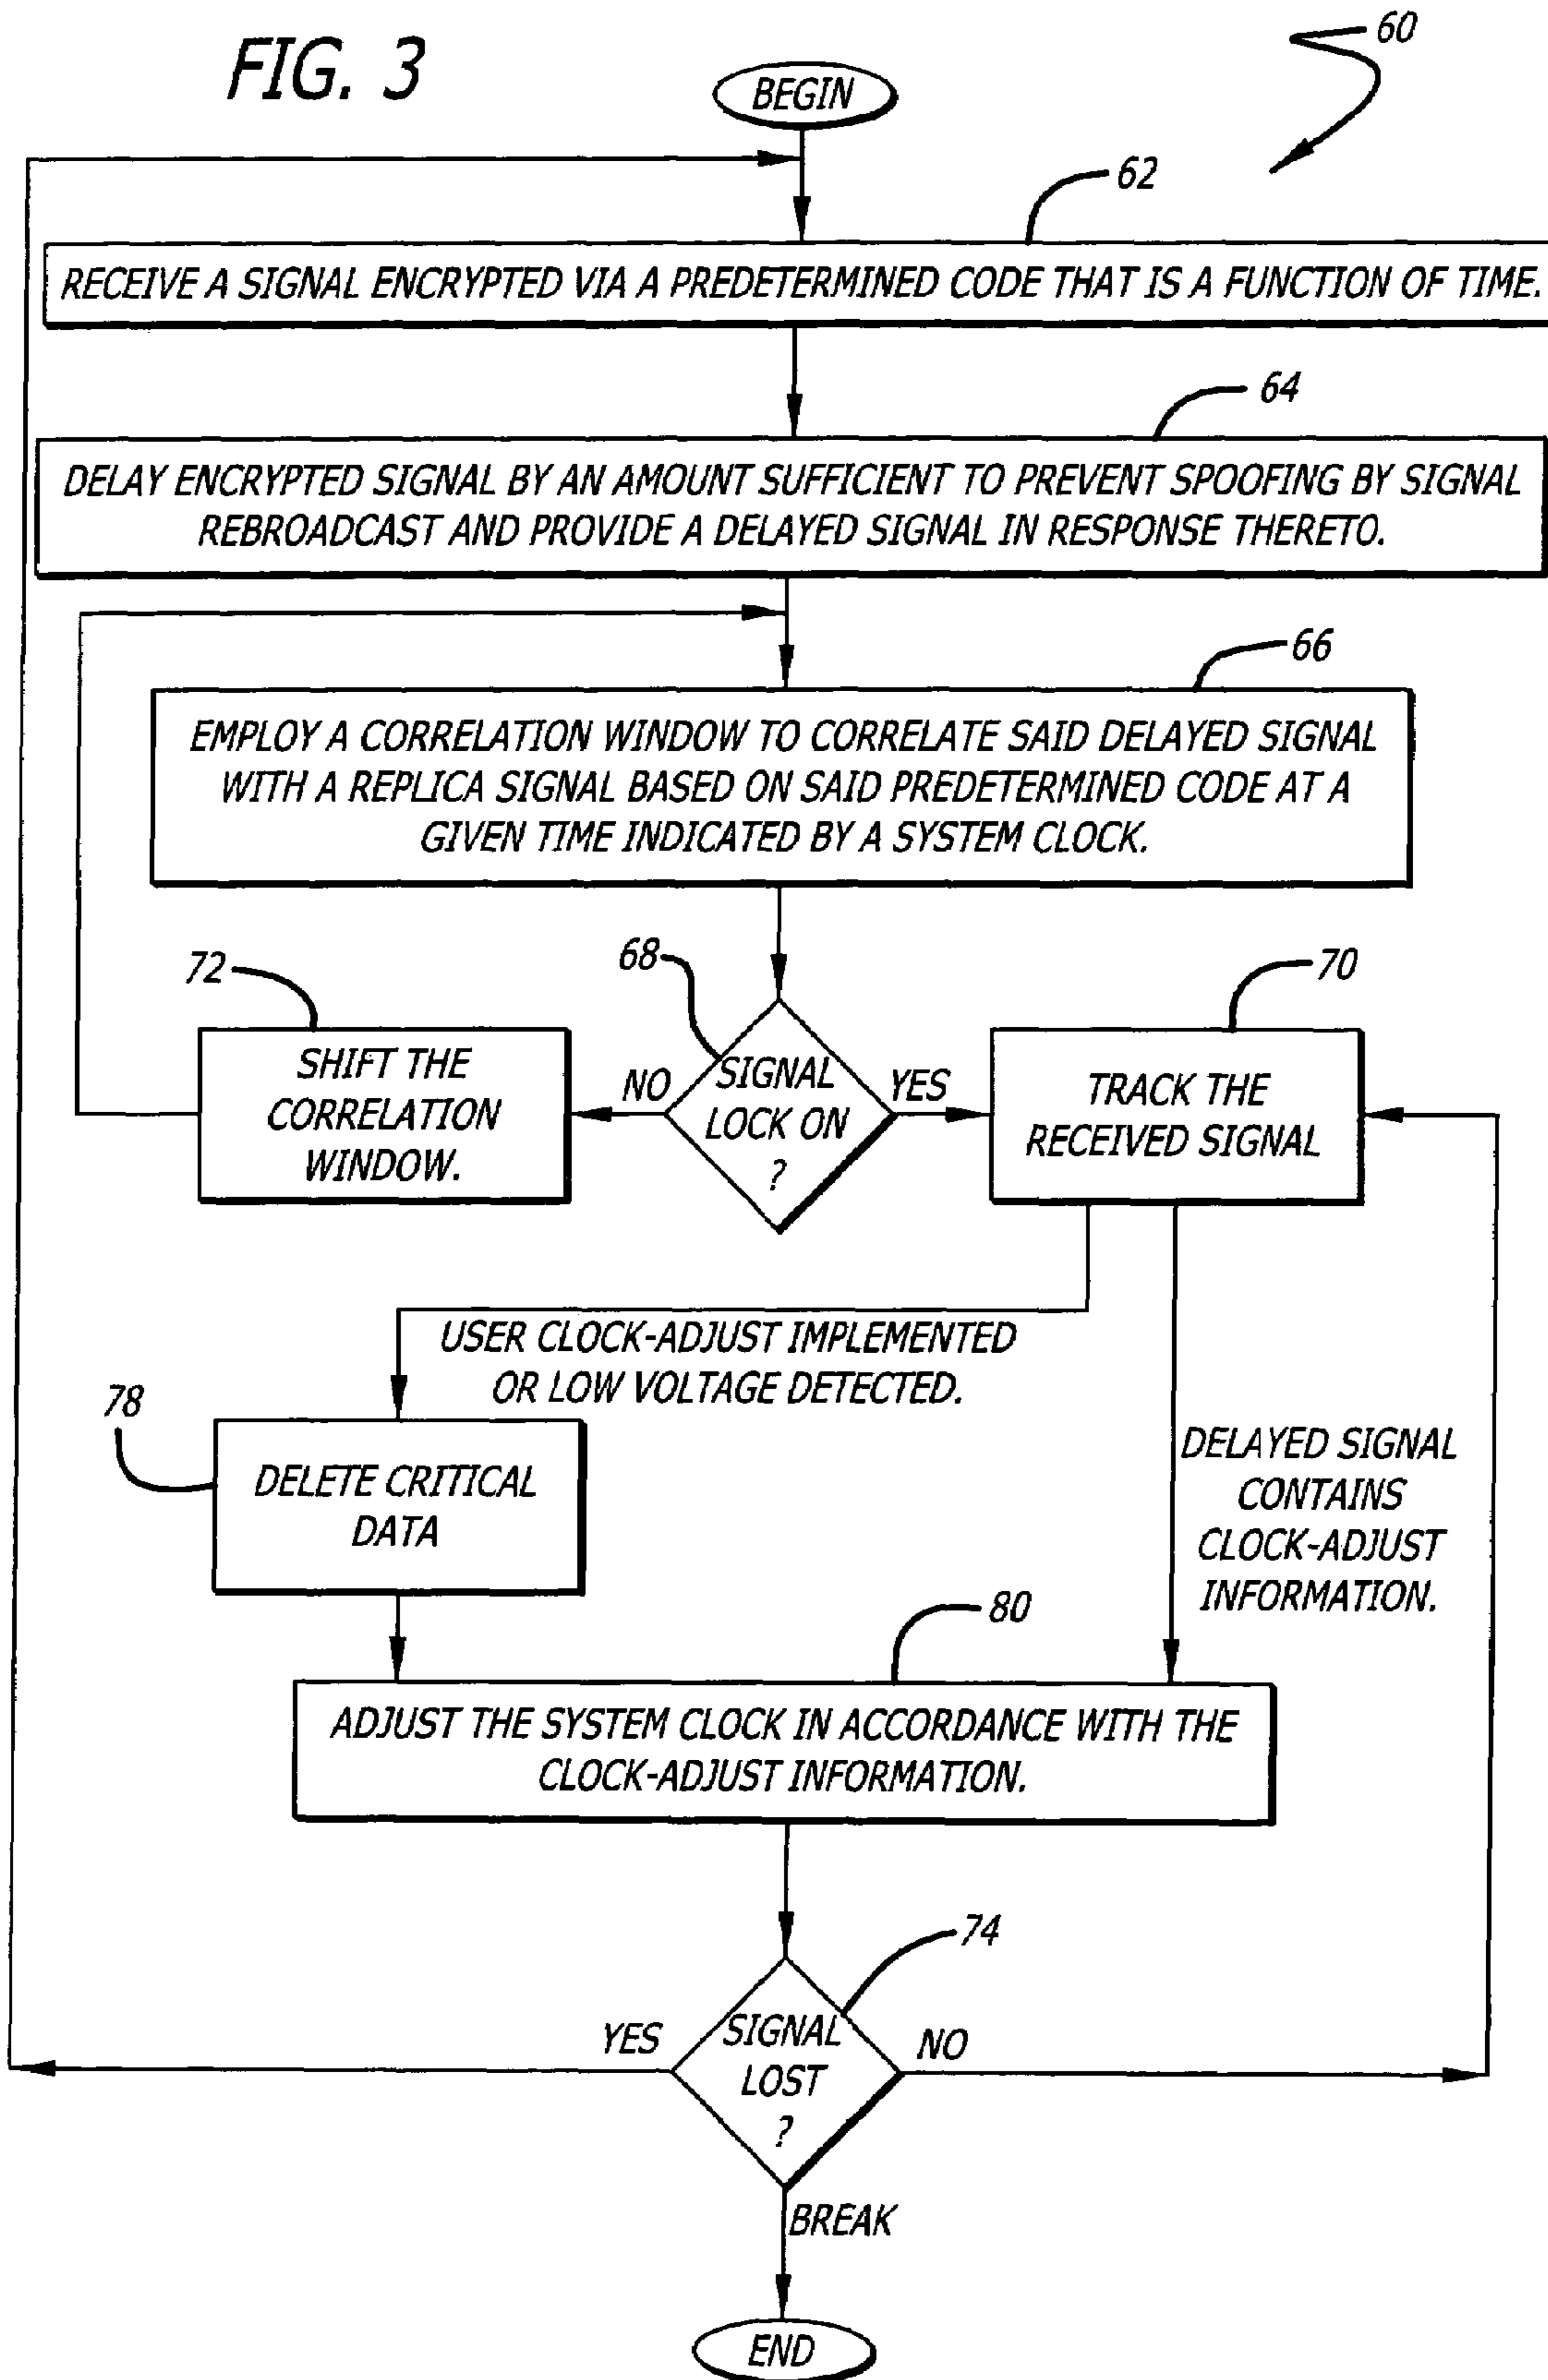 FIG. 3
60
BEGIN
62
RECEIVE A SIGNAL ENCRYPTED VIA A PREDETERMINED CODE THAT IS A FUNCTION OF TIME.
64
DELAY ENCRYPTED SIGNAL BY AN AMOUNT SUFFICIENT TO PREVENT SPOOFING BY SIGNAL
REBROADCAST AND PROVIDE A DELAYED SIGNAL IN RESPONSE THERETO.
66
EMPLOY A CORRELATION WINDOW TO CORRELATE SAID DELAYED SIGNAL
WITH A REPLICA SIGNAL BASED ON SAID PREDETERMINED CODE AT A
GIVEN TIME INDICATED BY A SYSTEM CLOCK.
72
68
70
SHIFT THE
CORRELATION
WINDOW.
NO
SIGNAL
LOCK ON
?
YES
TRACK THE
RECEIVED SIGNAL
USER CLOCK-ADJUST IMPLEMENTED
OR LOW VOLTAGE DETECTED.
78
DELETE CRITICAL
DATA
DELAYED SIGNAL
CONTAINS
CLOCK-ADJUST
INFORMATION.
80
ADJUST THE SYSTEM CLOCK IN ACCORDANCE WITH THE
CLOCK-ADJUST INFORMATION.
74
YES
SIGNAL
LOST
?
NO
BREAK
END